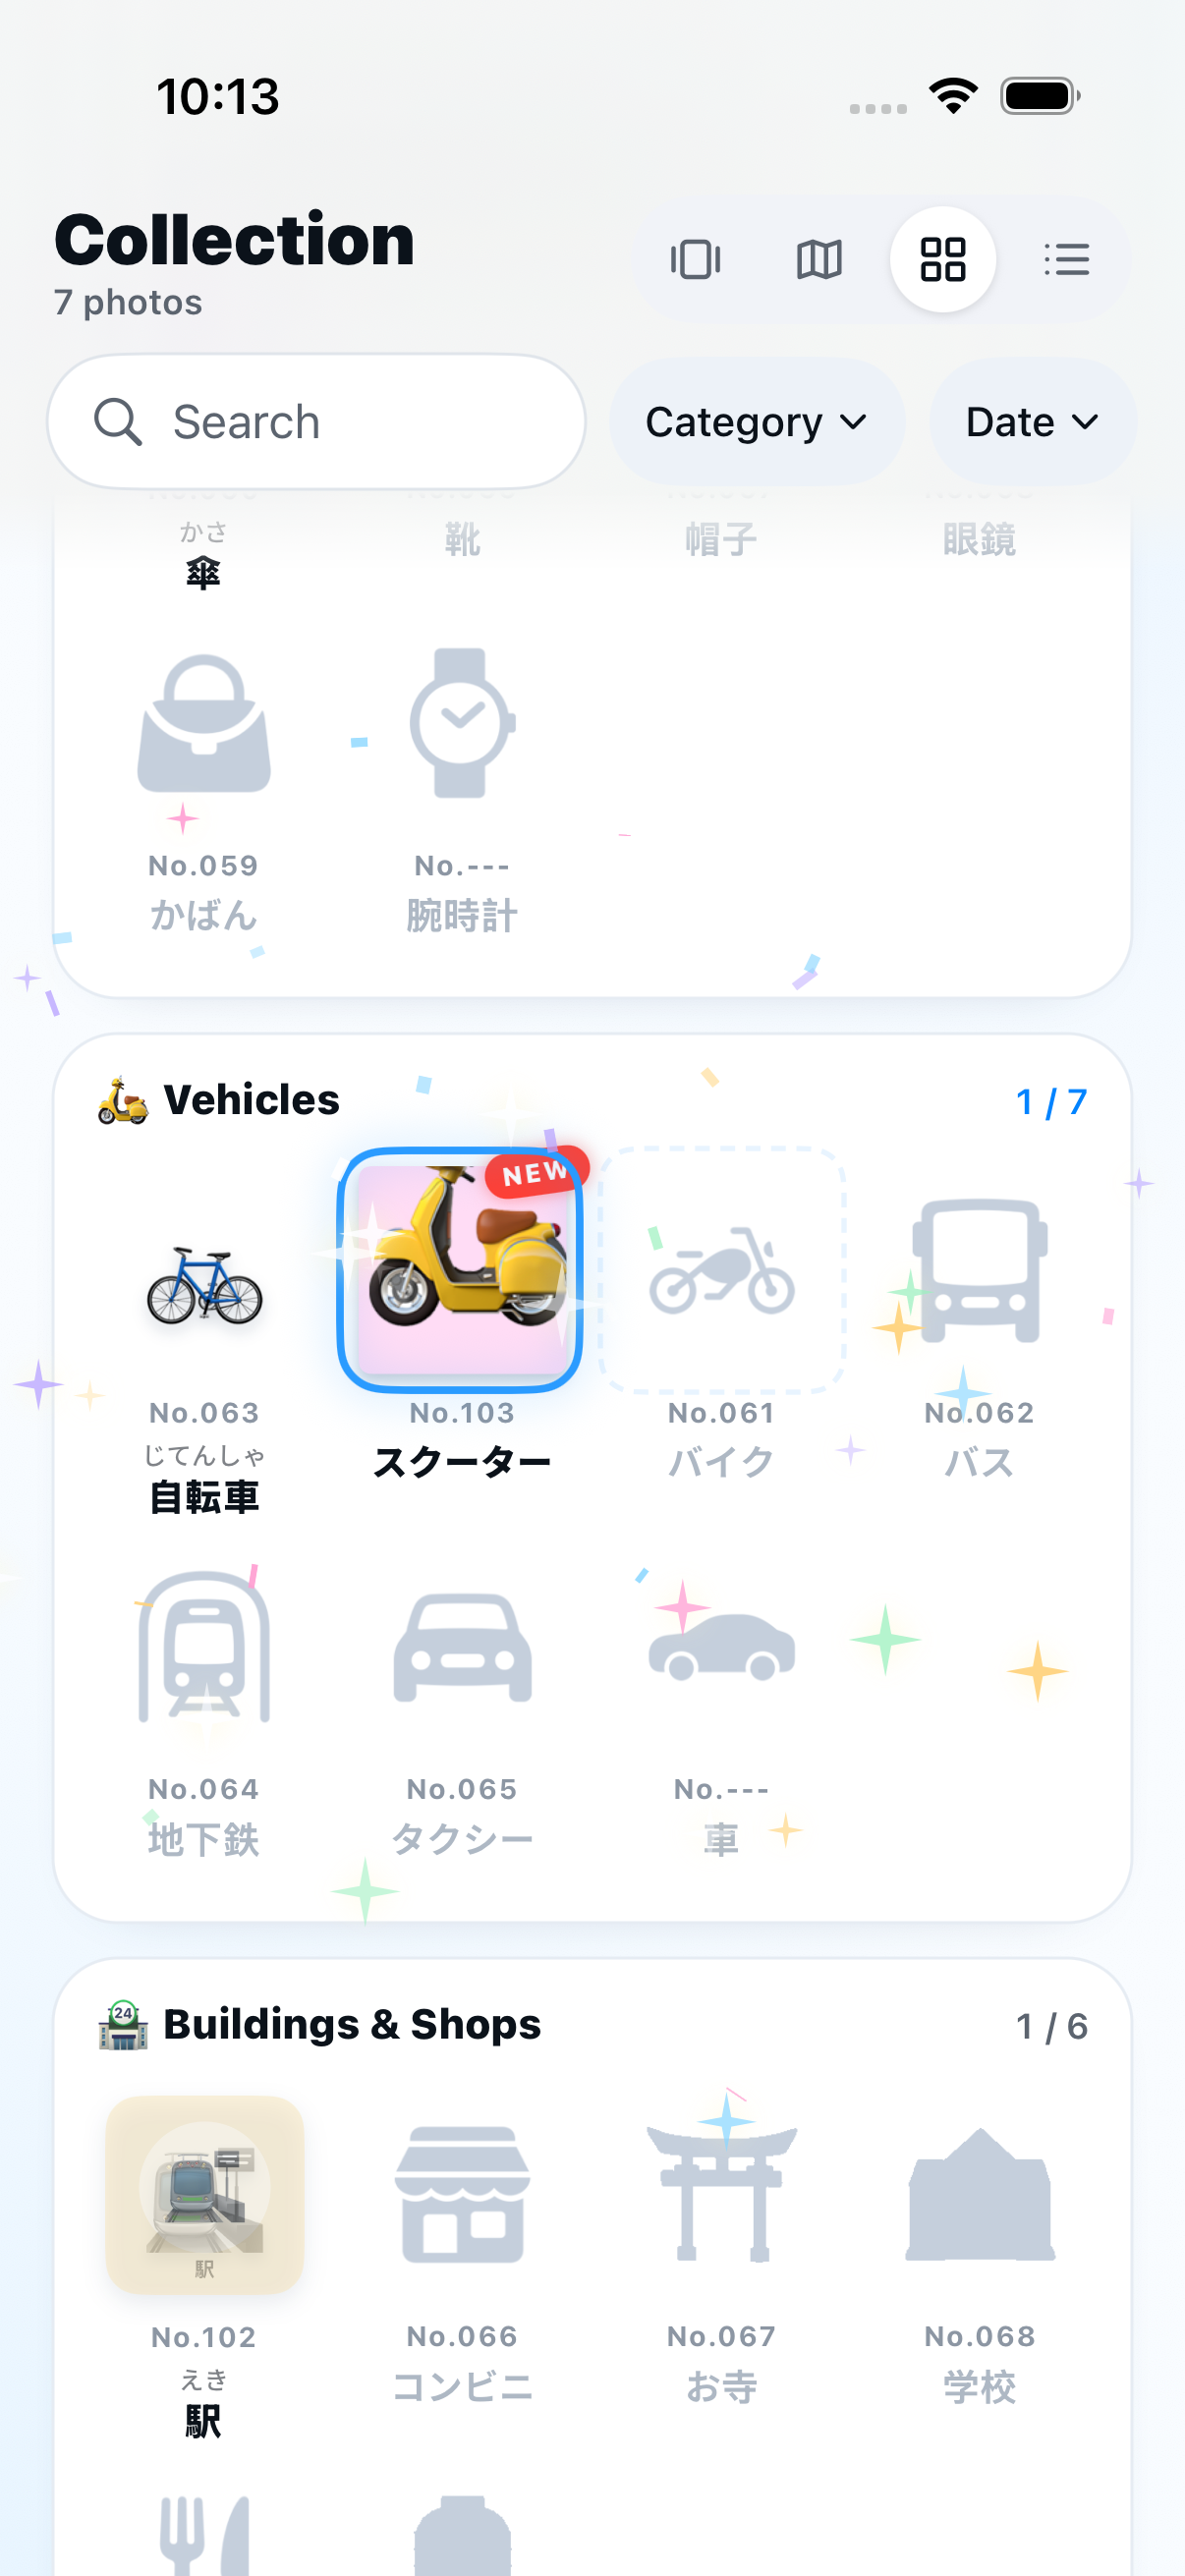 10:13
Collection
7 photos
Search
Category
Date
かさ
傘
靴
帽子
眼鏡
No.059
かばん
No.---
腕時計
Vehicles
1 / 7
NEW
No.063
じてんしゃ
自転車
No.103
スクーター
No.061
バイク
No.062
バス
No.064
地下鉄
No.065
タクシー
No.---
車
24
Buildings & Shops
1 / 6
駅
No.102
えき
駅
No.066
コンビニ
No.067
お寺
No.068
学校